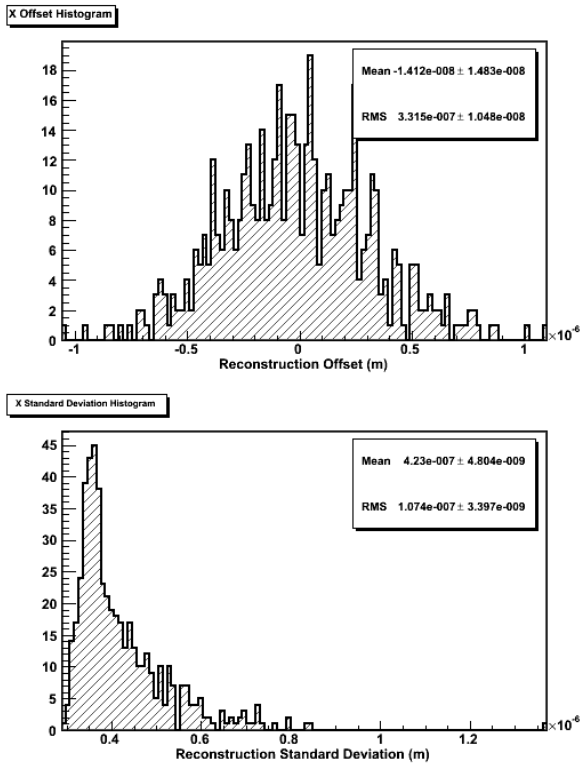 X Offset Histogram
Mean -1.412e-008 ± 1.483e-008
RMS 3.315e-007 ± 1.048e-008
18
16
14
12
10
8
6
4
2
0
-1 -0.5 0 0.5 1 ×10-6
Reconstruction Offset (m)
X Standard Deviation Histogram
Mean 4.23e-007 ± 4.804e-009
RMS 1.074e-007 ± 3.397e-009
45
40
35
30
25
20
15
10
5
0
0.4 0.6 0.8 1 1.2 ×10-6
Reconstruction Standard Deviation (m)